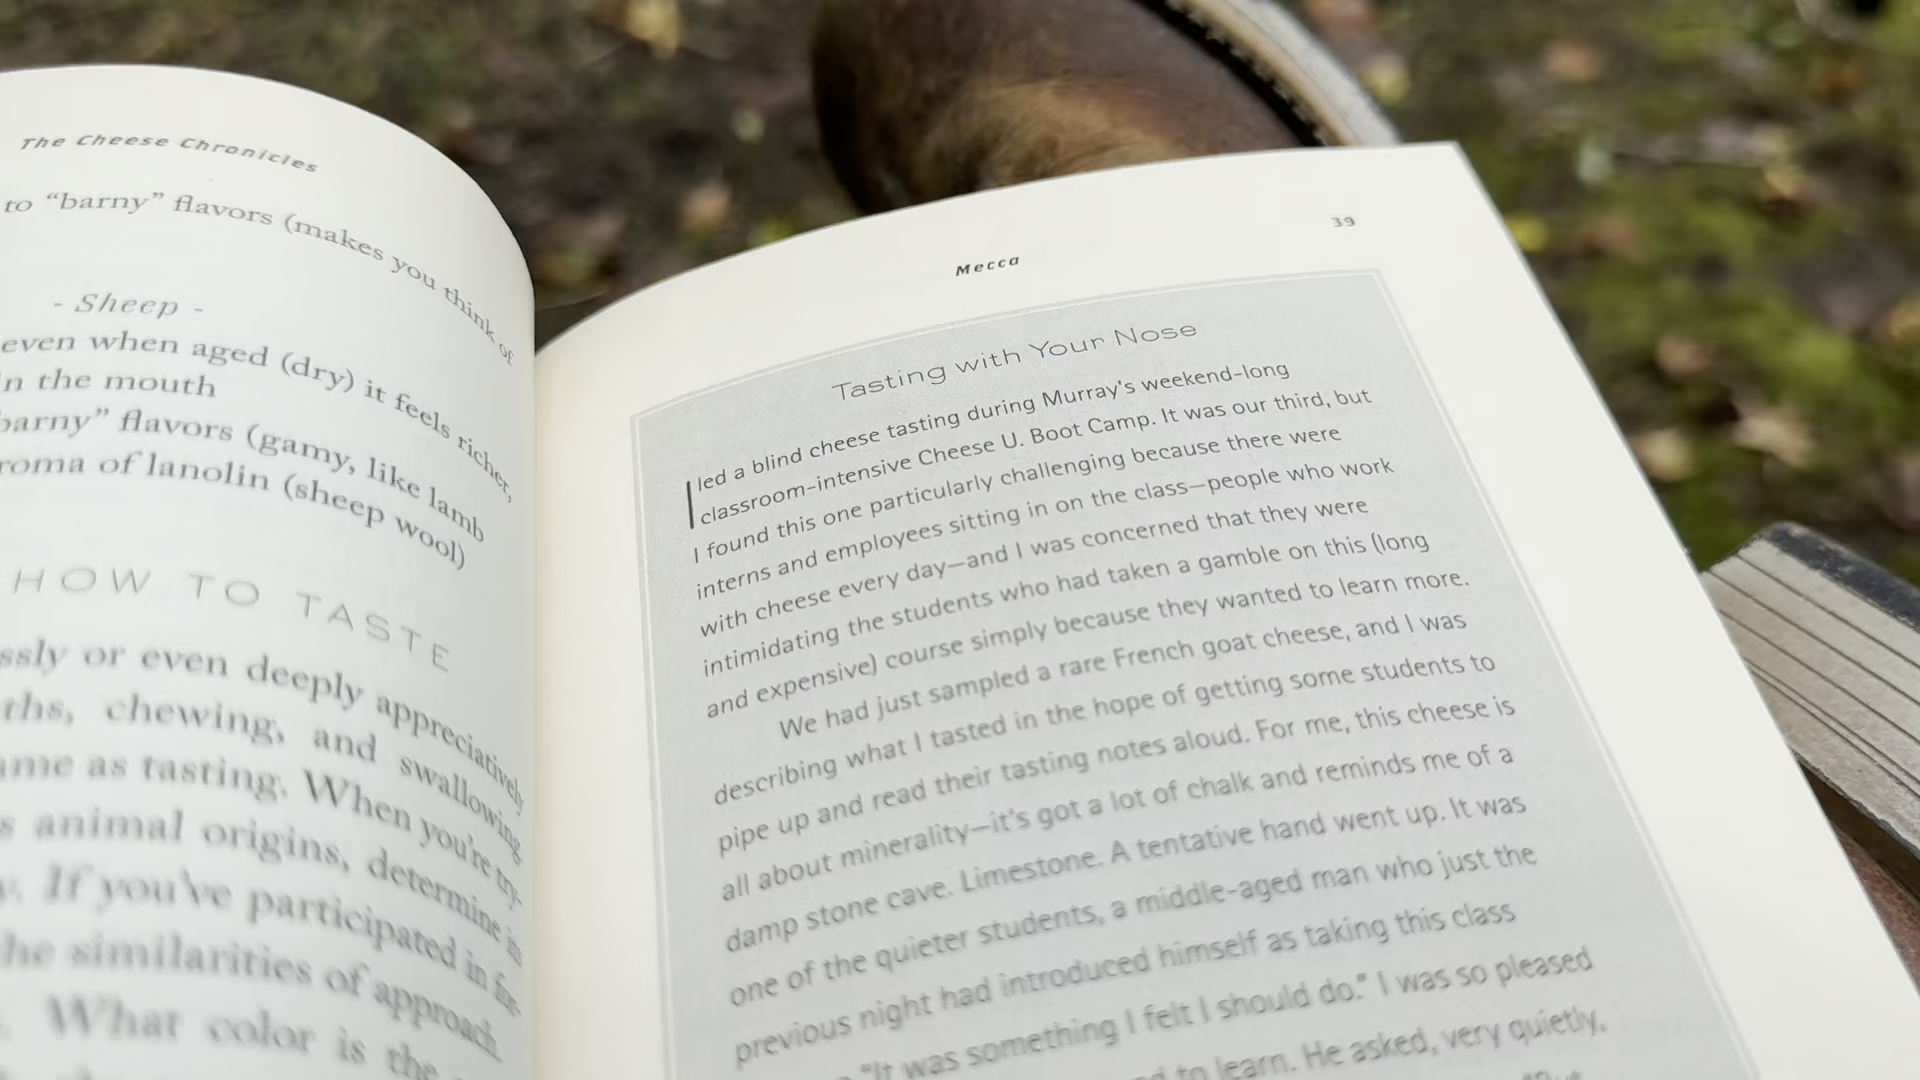 The Cheese Chronicles
to “barny” flavors (makes you think of
- Sheep -
even when aged (dry) it feels richer,
in the mouth
barny” flavors (gamy, like lamb
roma of lanolin (sheep wool)
HOW TO TASTE
ssly or even deeply appreciatively
ths, chewing, and swallowing
ame as tasting. When you’re try-
s animal origins, determine its
y. If you’ve participated in for-
he similarities of approach.
. What color is the
39
Mecca
Tasting with Your Nose
I led a blind cheese tasting during Murray’s weekend-long
classroom-intensive Cheese U. Boot Camp. It was our third, but
I found this one particularly challenging because there were
interns and employees sitting in on the class—people who work
with cheese every day—and I was concerned that they were
intimidating the students who had taken a gamble on this (long
and expensive) course simply because they wanted to learn more.
We had just sampled a rare French goat cheese, and I was
describing what I tasted in the hope of getting some students to
pipe up and read their tasting notes aloud. For me, this cheese is
all about minerality—it’s got a lot of chalk and reminds me of a
damp stone cave. Limestone. A tentative hand went up. It was
one of the quieter students, a middle-aged man who just the
previous night had introduced himself as taking this class
“It was something I felt I should do.” I was so pleased
to learn. He asked, very quietly,